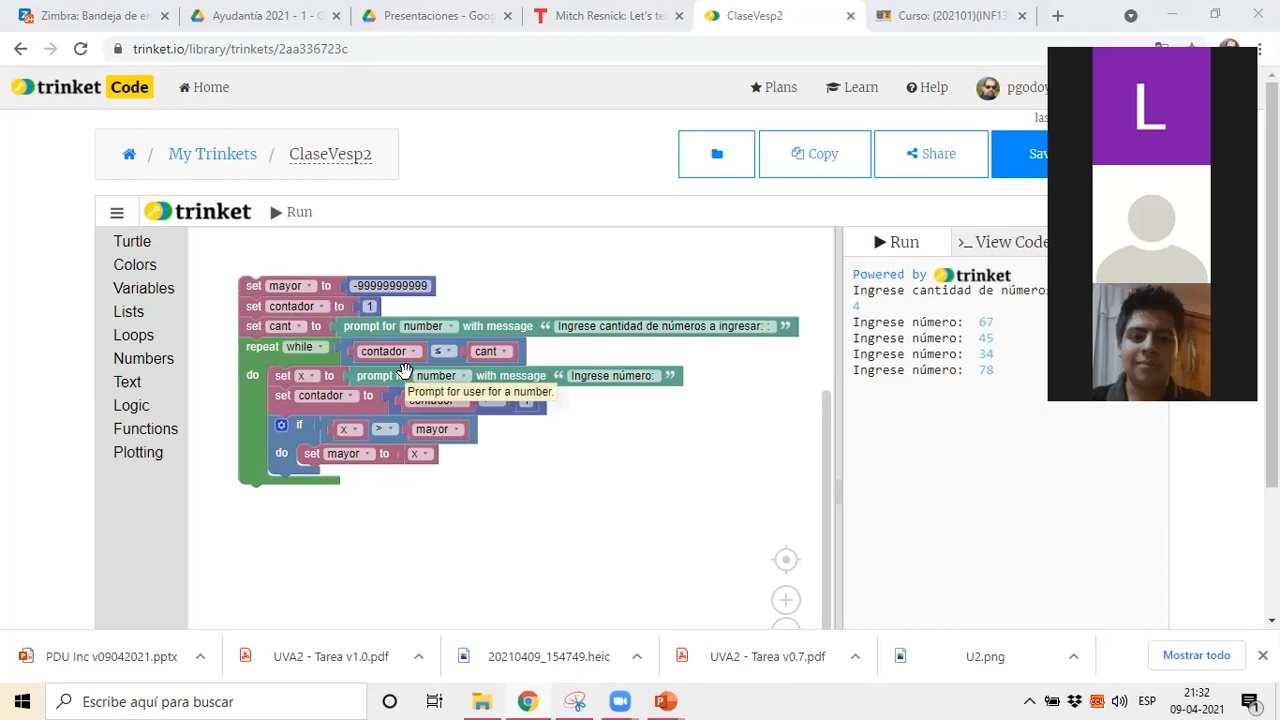 Zimbra: Bandeja de en
Ayudantía 2021 - 1 - G
Presentaciones - Goog
Mitch Resnick: Let's te
ClaseVesp2
Curso: (202101)(INF13
trinket.io/library/trinkets/2aa336723c
trinket Code
Home
Plans
Learn
Help
pgodoy
las
My Trinkets / ClaseVesp2
Copy
Share
Sav
trinket
Run
Turtle
Colors
Variables
Lists
Loops
Numbers
Text
Logic
Functions
Plotting
set mayor to -99999999999
set contador to 1
set cant to prompt for number with message “ Ingrese cantidad de números a ingresar: : ”
repeat while contador ≤ cant
do set x to prompt number with message “ Ingrese número: ”
Prompt for user for a number.
set contador to contador
if x > mayor
do set mayor to x
Run
>_ View Code
Powered by trinket
Ingrese cantidad de números
4
Ingrese número: 67
Ingrese número: 45
Ingrese número: 34
Ingrese número: 78
L
PDU Inc v09042021.pptx
UVA2 - Tarea v1.0.pdf
20210409_154749.heic
UVA2 - Tarea v0.7.pdf
U2.png
Mostrar todo
Escribe aquí para buscar
ESP
21:32
09-04-2021
1